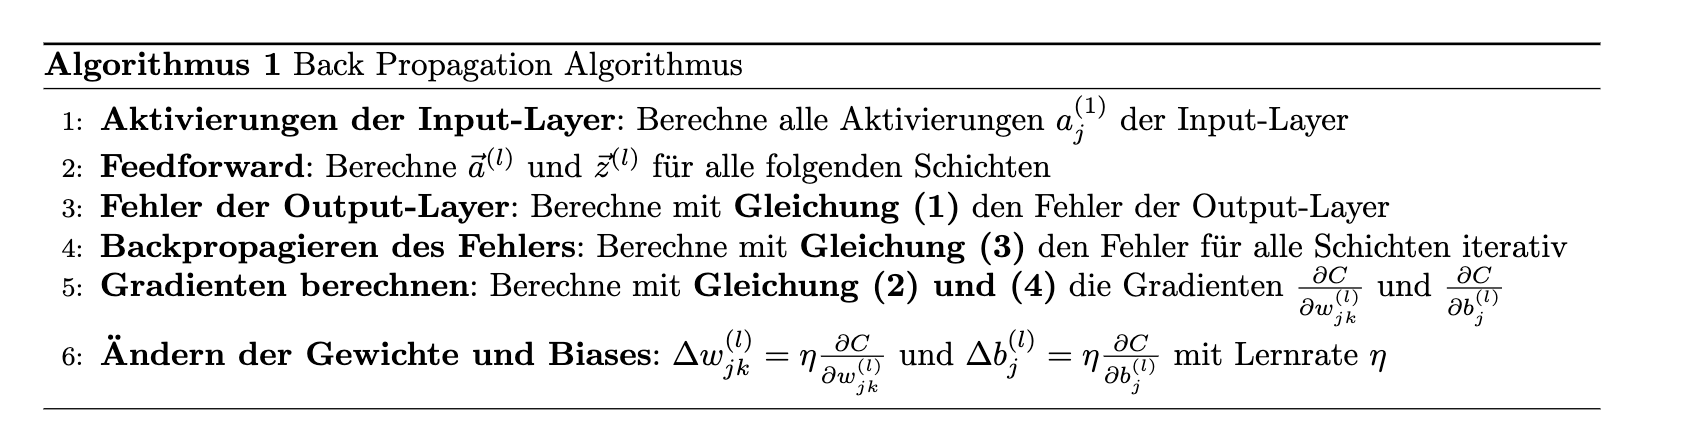 Algorithmus 1 Back Propagation Algorithmus
1: Aktivierungen der Input-Layer: Berechne alle Aktivierungen $a_j^{(1)}$ der Input-Layer
2: Feedforward: Berechne $\vec{a}^{(l)}$ und $\vec{z}^{(l)}$ für alle folgenden Schichten
3: Fehler der Output-Layer: Berechne mit Gleichung (1) den Fehler der Output-Layer
4: Backpropagieren des Fehlers: Berechne mit Gleichung (3) den Fehler für alle Schichten iterativ
5: Gradienten berechnen: Berechne mit Gleichung (2) und (4) die Gradienten $\frac{\partial C}{\partial w_{jk}^{(l)}}$ und $\frac{\partial C}{\partial b_j^{(l)}}$
6: Ändern der Gewichte und Biases: $\Delta w_{jk}^{(l)} = \eta \frac{\partial C}{\partial w_{jk}^{(l)}}$ und $\Delta b_j^{(l)} = \eta \frac{\partial C}{\partial b_j^{(l)}}$ mit Lernrate $\eta$